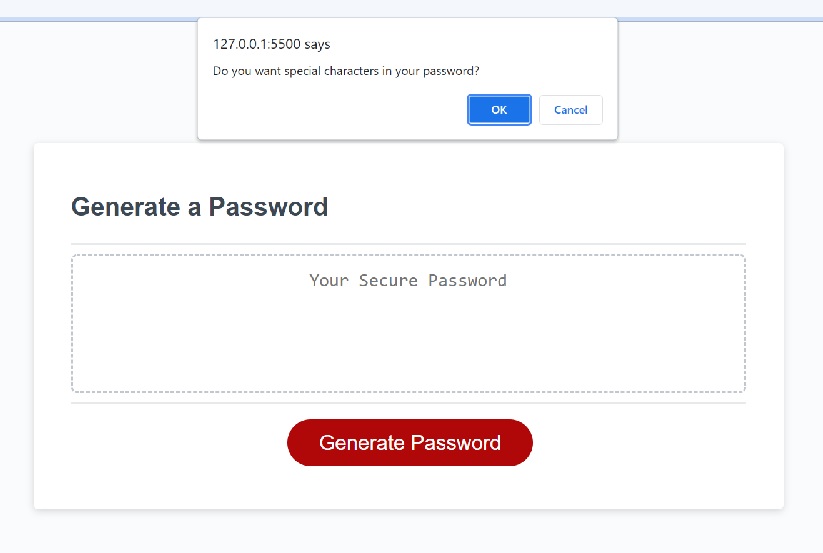 127.0.0.1:5500 says
Do you want special characters in your password?
OK
Cancel
Generate a Password
Your Secure Password
Generate Password